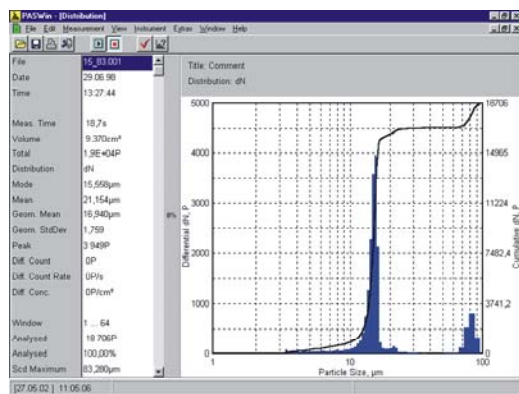 PASWin - [Distribution]
File Edit Measurement View Instrument Extras Window Help
File 15_83.001
Date 29.06.98
Time 13:27:44
Meas. Time 18,7s
Volume 9.370cm³
Total 1,9E+04P
Distribution dN
Mode 15,558µm
Mean 21,154µm
Geom. Mean 16,940µm
Geom. StdDev 1,759
Peak 3 949P
Diff. Count 0P
Diff. Count Rate 0P/s
Diff. Conc. 0P/cm³
Window 1 ... 64
Analysed 18 706P
Analysed 100,00%
Scd Maximum 83,280µm
8%
Title: Comment
Distribution: dN
Differential dN, P
5000
4000
3000
2000
1000
0
18706
14965
11224
7482,4
3741,2
0
Cumulative dN, P
1 10 100
Particle Size, µm
[27.05.02 ] 11:05:06